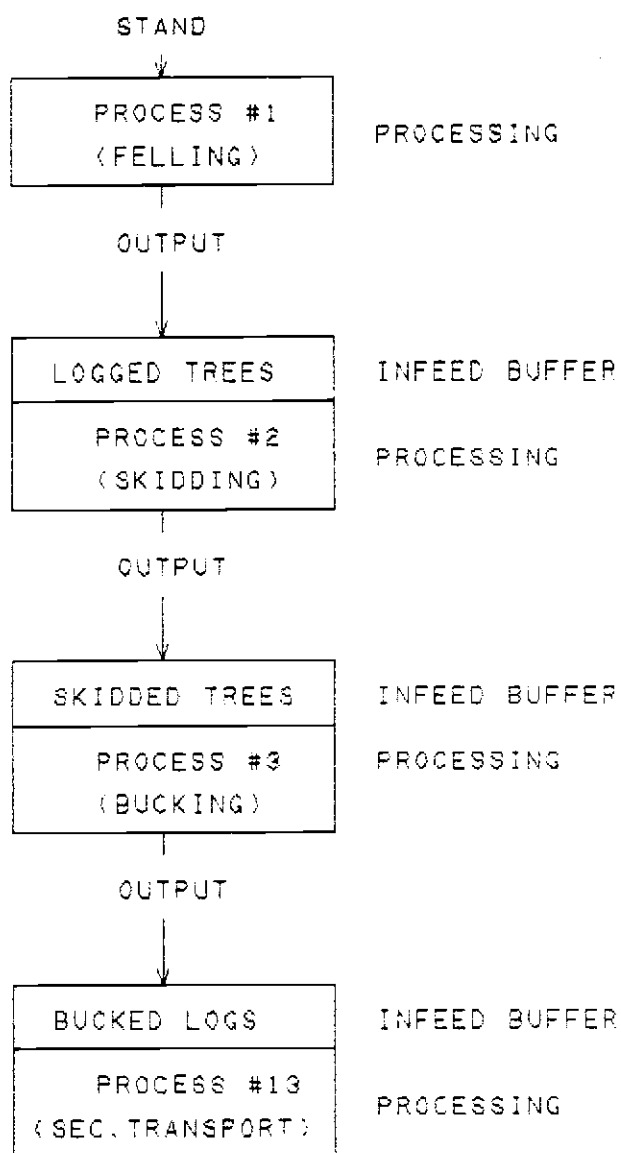 STAND
PROCESS #1
(FELLING)
PROCESSING
OUTPUT
LOGGED TREES
INFEED BUFFER
PROCESS #2
(SKIDDING)
PROCESSING
OUTPUT
SKIDDED TREES
INFEED BUFFER
PROCESS #3
(BUCKING)
PROCESSING
OUTPUT
BUCKED LOGS
INFEED BUFFER
PROCESS #13
(SEC.TRANSPORT)
PROCESSING